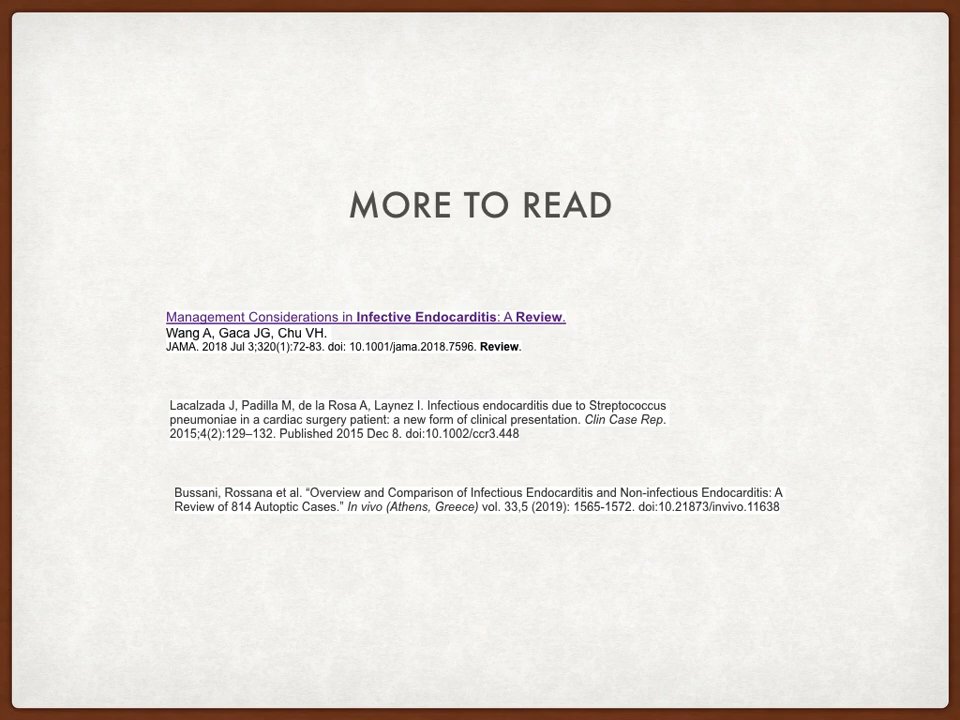 MORE TO READ
Management Considerations in Infective Endocarditis: A Review.
Wang A, Gaca JG, Chu VH.
JAMA. 2018 Jul 3;320(1):72-83. doi: 10.1001/jama.2018.7596. Review.
Lacalzada J, Padilla M, de la Rosa A, Laynez I. Infectious endocarditis due to Streptococcus
pneumoniae in a cardiac surgery patient: a new form of clinical presentation. Clin Case Rep.
2015;4(2):129–132. Published 2015 Dec 8. doi:10.1002/ccr3.448
Bussani, Rossana et al. “Overview and Comparison of Infectious Endocarditis and Non-infectious Endocarditis: A
Review of 814 Autoptic Cases.” In vivo (Athens, Greece) vol. 33,5 (2019): 1565-1572. doi:10.21873/invivo.11638